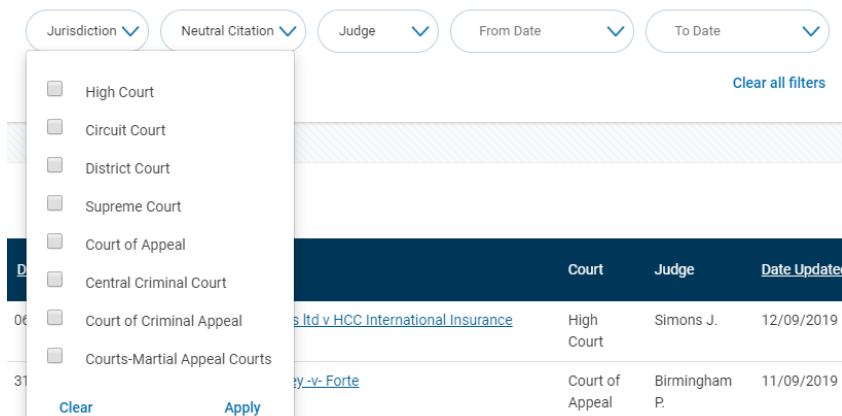 Jurisdiction Neutral Citation Judge From Date To Date
Clear all filters
High Court
Circuit Court
District Court
Supreme Court
Court of Appeal
Central Criminal Court
Court of Criminal Appeal
Courts-Martial Appeal Courts
Clear Apply
D Court Judge Date Updated
06 s ltd v HCC International Insurance High Court Simons J. 12/09/2019
31 ey -v- Forte Court of Appeal Birmingham P. 11/09/2019